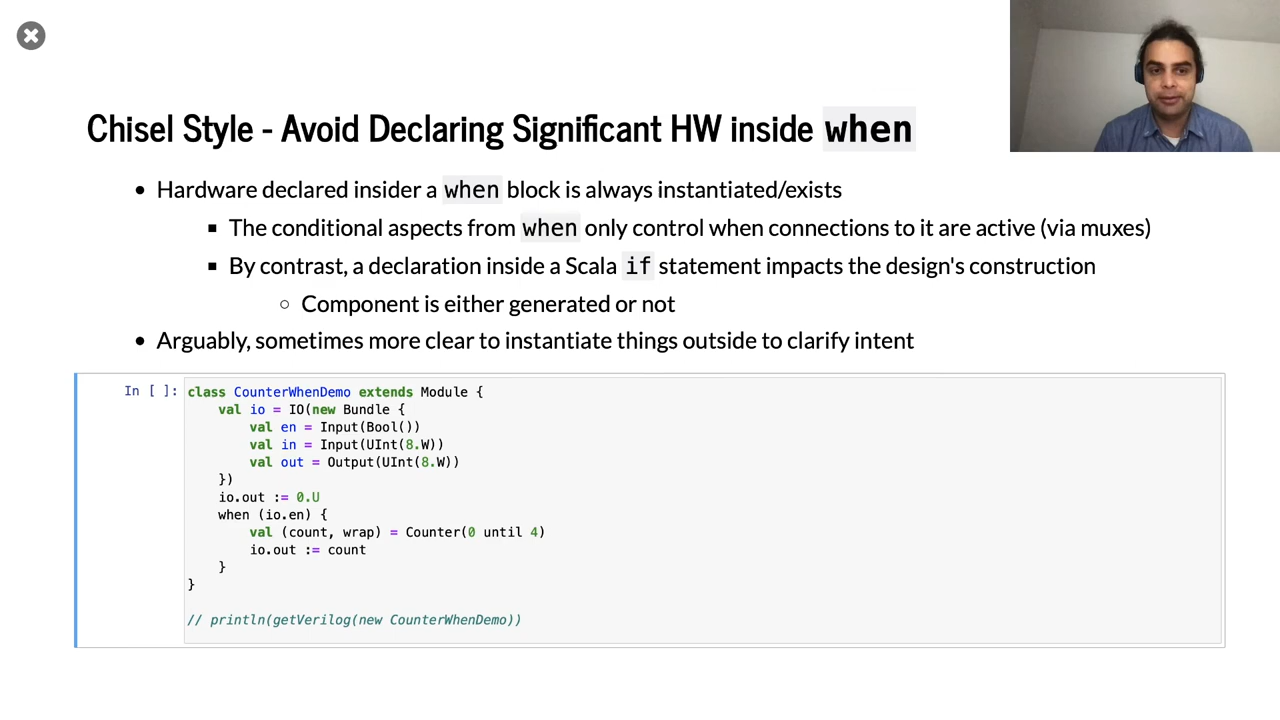 Chisel Style - Avoid Declaring Significant HW inside when
• Hardware declared insider a when block is always instantiated/exists
▪ The conditional aspects from when only control when connections to it are active (via muxes)
▪ By contrast, a declaration inside a Scala if statement impacts the design's construction
○ Component is either generated or not
• Arguably, sometimes more clear to instantiate things outside to clarify intent
In [ ]: class CounterWhenDemo extends Module {
    val io = IO(new Bundle {
        val en = Input(Bool())
        val in = Input(UInt(8.W))
        val out = Output(UInt(8.W))
    })
    io.out := 0.U
    when (io.en) {
        val (count, wrap) = Counter(0 until 4)
        io.out := count
    }
}
// println(getVerilog(new CounterWhenDemo))